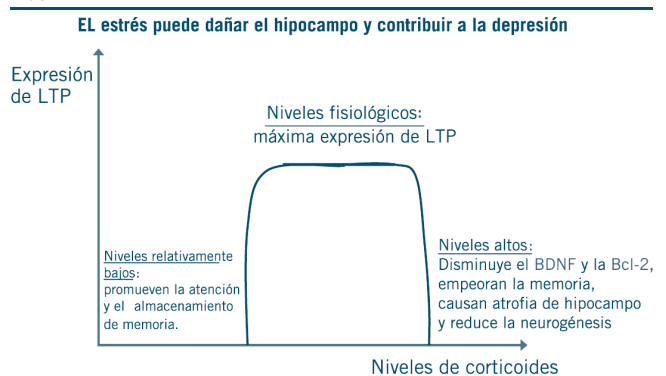 EL estrés puede dañar el hipocampo y contribuir a la depresión
Expresión
de LTP
Niveles fisiológicos:
máxima expresión de LTP
Niveles relativamente
bajos:
promueven la atención
y el almacenamiento
de memoria.
Niveles altos:
Disminuye el BDNF y la Bcl-2,
empeoran la memoria,
causan atrofia de hipocampo
y reduce la neurogénesis
Niveles de corticoides